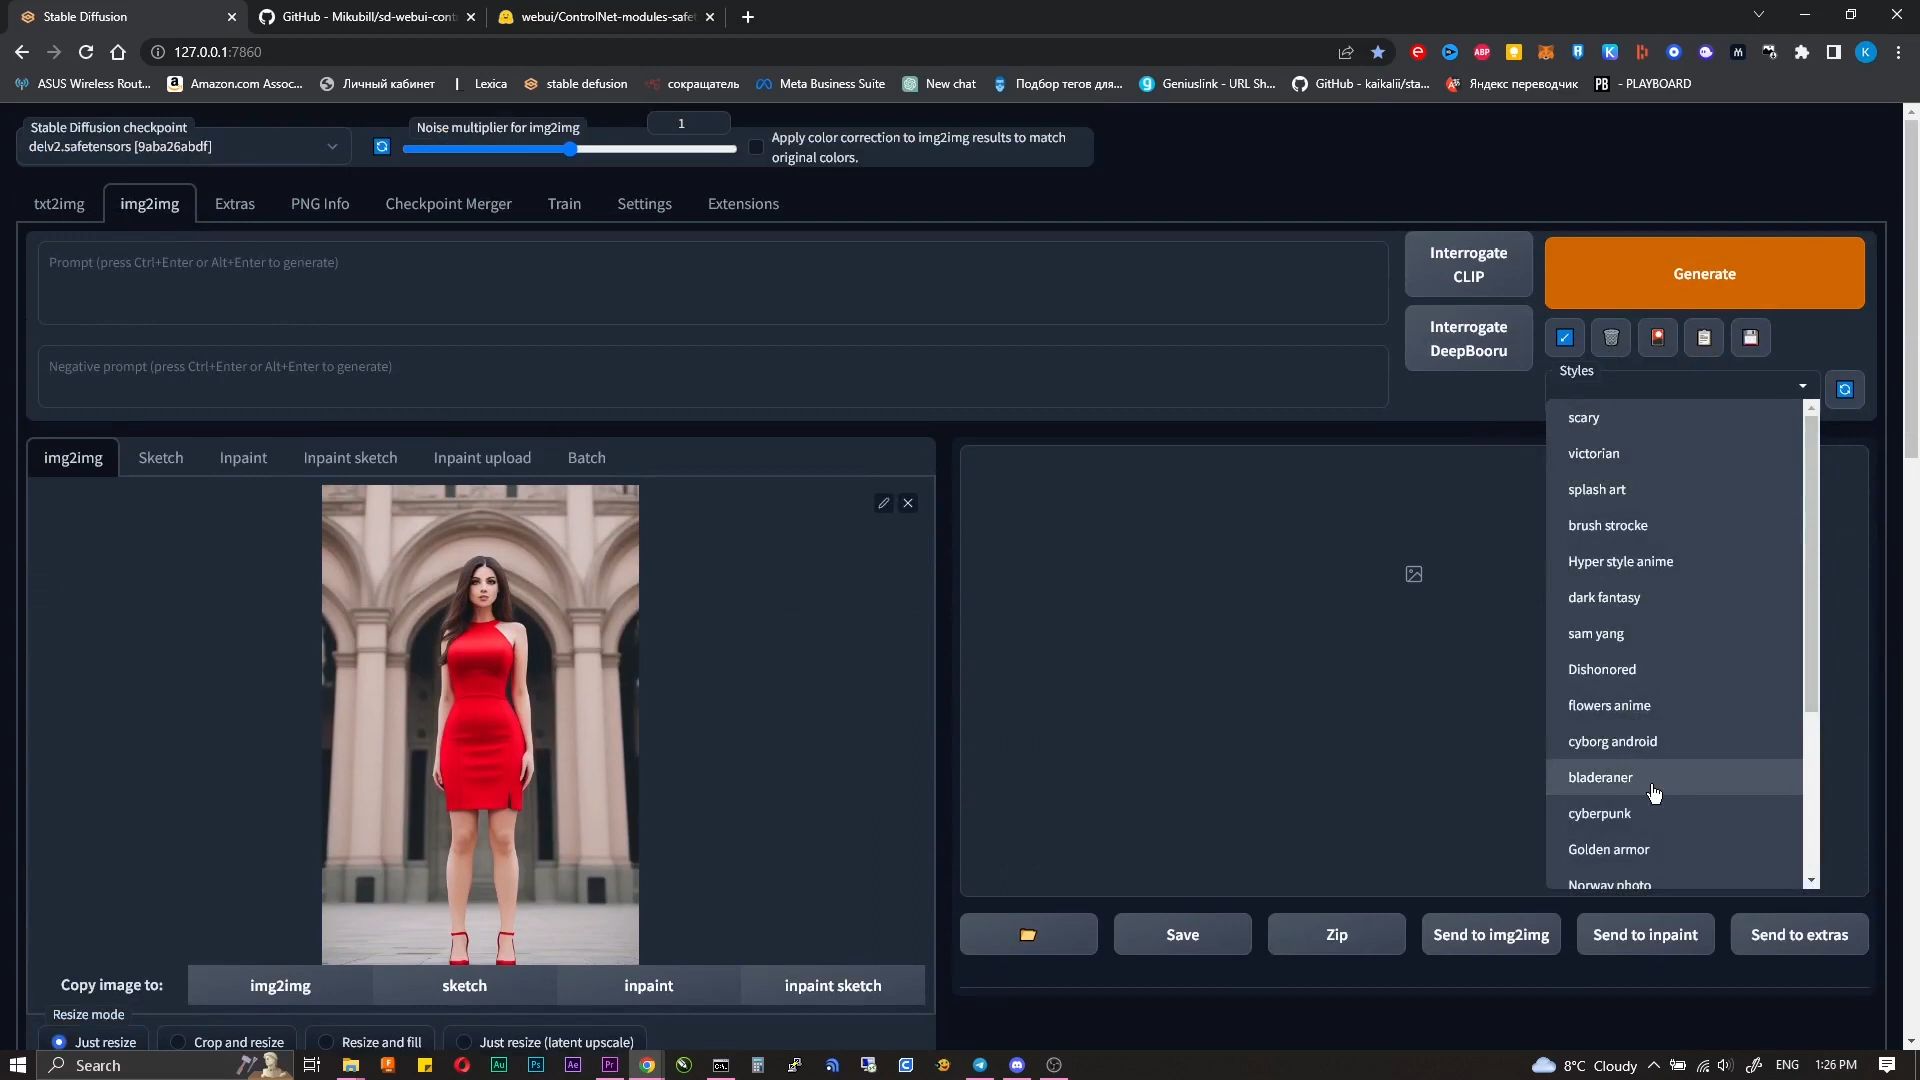 Stable Diffusion
GitHub - Mikubill/sd-webui-cont
webui/ControlNet-modules-safet
127.0.0.1:7860
ASUS Wireless Rout...
Amazon.com Assoc...
Личный кабинет
Lexica
stable defusion
сокращатель
Meta Business Suite
New chat
Подбор тегов для...
Geniuslink - URL Sh...
GitHub - kaikalii/sta...
Яндекс переводчик
PB - PLAYBOARD
Stable Diffusion checkpoint
delv2.safetensors [9aba26abdf]
Noise multiplier for img2img
1
Apply color correction to img2img results to match
original colors.
txt2img
img2img
Extras
PNG Info
Checkpoint Merger
Train
Settings
Extensions
Prompt (press Ctrl+Enter or Alt+Enter to generate)
Negative prompt (press Ctrl+Enter or Alt+Enter to generate)
Interrogate
CLIP
Interrogate
DeepBooru
Generate
Styles
scary
victorian
splash art
brush strocke
Hyper style anime
dark fantasy
sam yang
Dishonored
flowers anime
cyborg android
bladeraner
cyberpunk
Golden armor
Norway photo
img2img
Sketch
Inpaint
Inpaint sketch
Inpaint upload
Batch
Copy image to:
img2img
sketch
inpaint
inpaint sketch
Resize mode
Just resize
Crop and resize
Resize and fill
Just resize (latent upscale)
Save
Zip
Send to img2img
Send to inpaint
Send to extras
Search
8°C Cloudy
ENG
1:26 PM